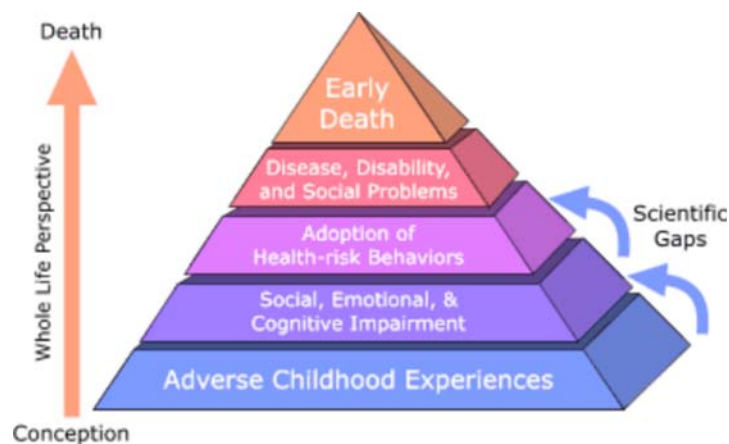 Death
Whole Life Perspective
Conception
Early
Death
Disease, Disability,
and Social Problems
Adoption of
Health-risk Behaviors
Social, Emotional, &
Cognitive Impairment
Adverse Childhood Experiences
Scientific
Gaps